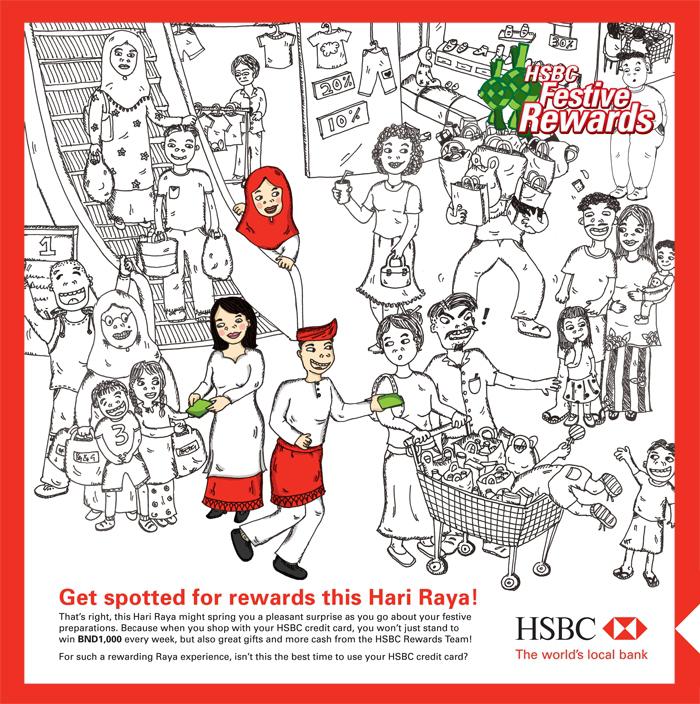 30%
20%
10%
HSBC
Festive
Rewards
1
3
Get spotted for rewards this Hari Raya!
That's right, this Hari Raya might spring you a pleasant surprise as you go about your festive
preparations. Because when you shop with your HSBC credit card, you won't just stand to
win BND1,000 every week, but also great gifts and more cash from the HSBC Rewards Team!
For such a rewarding Raya experience, isn't this the best time to use your HSBC credit card?
HSBC
The world's local bank